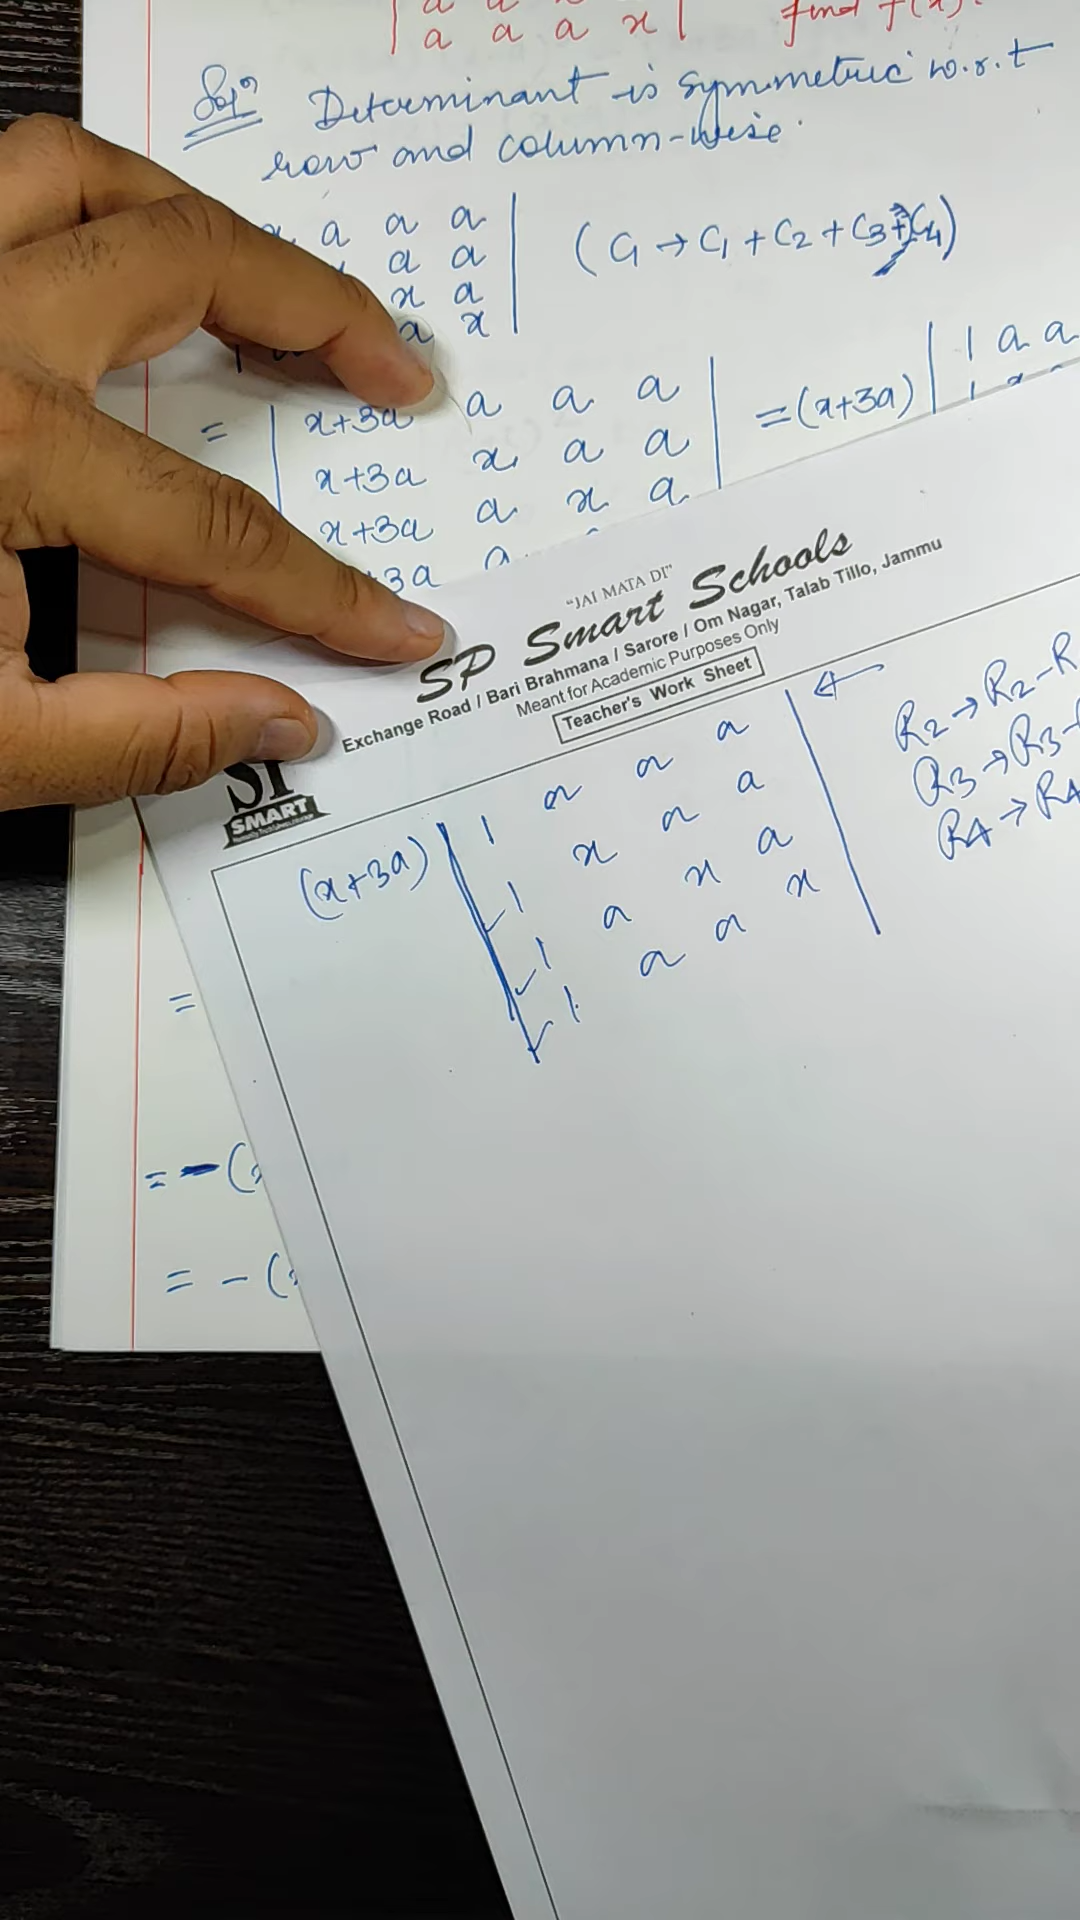 a
a a a x find f(x).
Sol^n Determinant is symmetric w.r.t
row and column-wise.
a a a
a a
x a
a x
(C1 → C1 + C2 + C3 + C4)
= x+3a a a a = (x+3a) 1 a a
x+3a x a a
x+3a a x a
+3a a
"JAI MATA DI"
SP Smart Schools
Exchange Road / Bari Brahmana / Sarore / Om Nagar, Talab Tillo, Jammu
Meant for Academic Purposes Only
Teacher's Work Sheet
SMART
(x+3a) 1 a a a
1 x a a
1 a x a
1 a a x
R2 → R2 - R
R3 → R3 -
R4 → R4
=
= - (
= - (